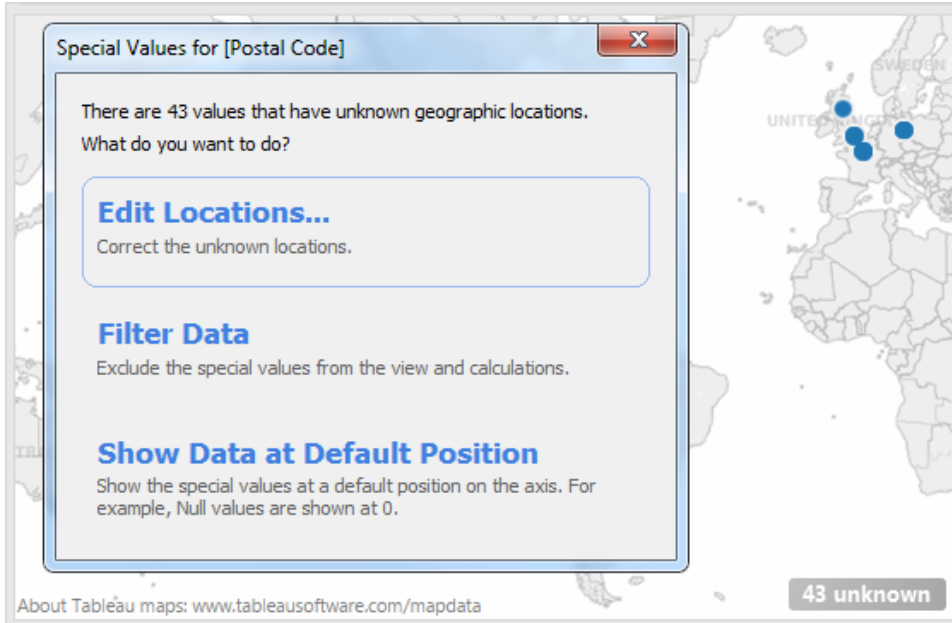 Special Values for [Postal Code]
There are 43 values that have unknown geographic locations.
What do you want to do?
Edit Locations...
Correct the unknown locations.
Filter Data
Exclude the special values from the view and calculations.
Show Data at Default Position
Show the special values at a default position on the axis. For
example, Null values are shown at 0.
SWEDEN
About Tableau maps: www.tableausoftware.com/mapdata
43 unknown